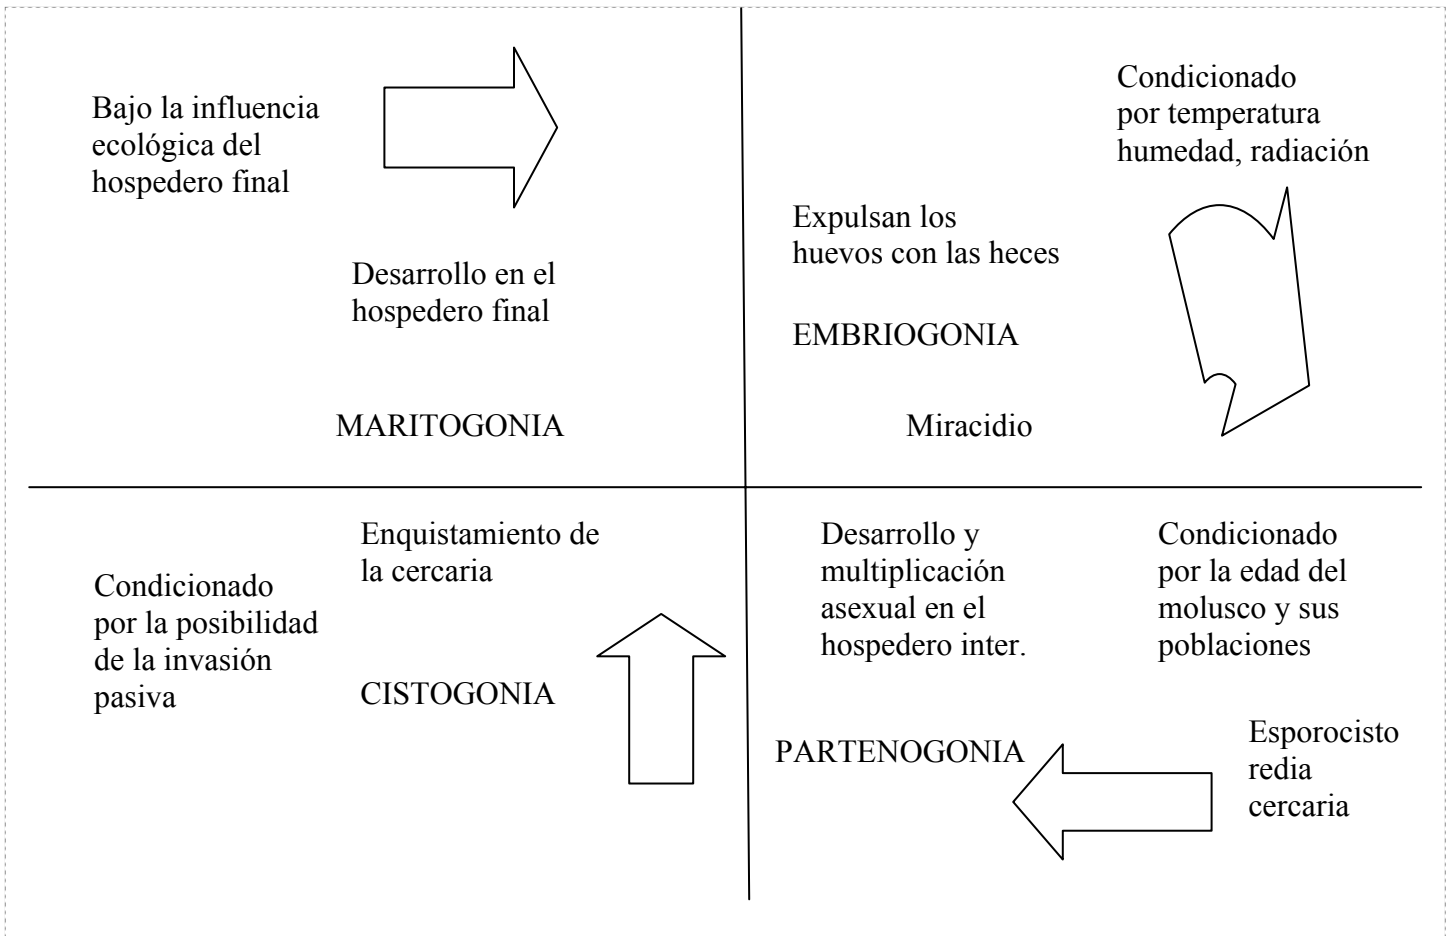 Bajo la influencia
ecológica del
hospedero final
Desarrollo en el
hospedero final
MARITOGONIA
Condicionado
por temperatura
humedad, radiación
Expulsan los
huevos con las heces
EMBRIOGONIA
Miracidio
Enquistamiento de
la cercaria
Condicionado
por la posibilidad
de la invasión
pasiva
CISTOGONIA
Desarrollo y
multiplicación
asexual en el
hospedero inter.
Condicionado
por la edad del
molusco y sus
poblaciones
PARTENOGONIA
Esporocisto
redia
cercaria